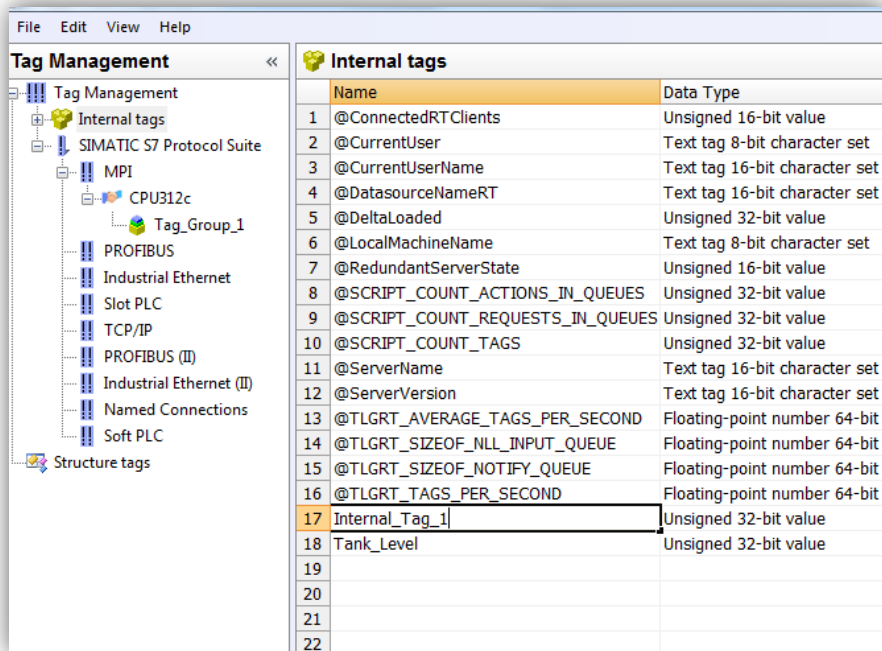 File Edit View Help
Tag Management «
Tag Management
Internal tags
SIMATIC S7 Protocol Suite
MPI
CPU312c
Tag_Group_1
PROFIBUS
Industrial Ethernet
Slot PLC
TCP/IP
PROFIBUS (II)
Industrial Ethernet (II)
Named Connections
Soft PLC
Structure tags
Internal tags
Name Data Type
1 @ConnectedRTClients Unsigned 16-bit value
2 @CurrentUser Text tag 8-bit character set
3 @CurrentUserName Text tag 16-bit character set
4 @DatasourceNameRT Text tag 16-bit character set
5 @DeltaLoaded Unsigned 32-bit value
6 @LocalMachineName Text tag 8-bit character set
7 @RedundantServerState Unsigned 16-bit value
8 @SCRIPT_COUNT_ACTIONS_IN_QUEUES Unsigned 32-bit value
9 @SCRIPT_COUNT_REQUESTS_IN_QUEUES Unsigned 32-bit value
10 @SCRIPT_COUNT_TAGS Unsigned 32-bit value
11 @ServerName Text tag 16-bit character set
12 @ServerVersion Text tag 16-bit character set
13 @TLGRT_AVERAGE_TAGS_PER_SECOND Floating-point number 64-bit
14 @TLGRT_SIZEOF_NLL_INPUT_QUEUE Floating-point number 64-bit
15 @TLGRT_SIZEOF_NOTIFY_QUEUE Floating-point number 64-bit
16 @TLGRT_TAGS_PER_SECOND Floating-point number 64-bit
17 Internal_Tag_1 Unsigned 32-bit value
18 Tank_Level Unsigned 32-bit value
19
20
21
22